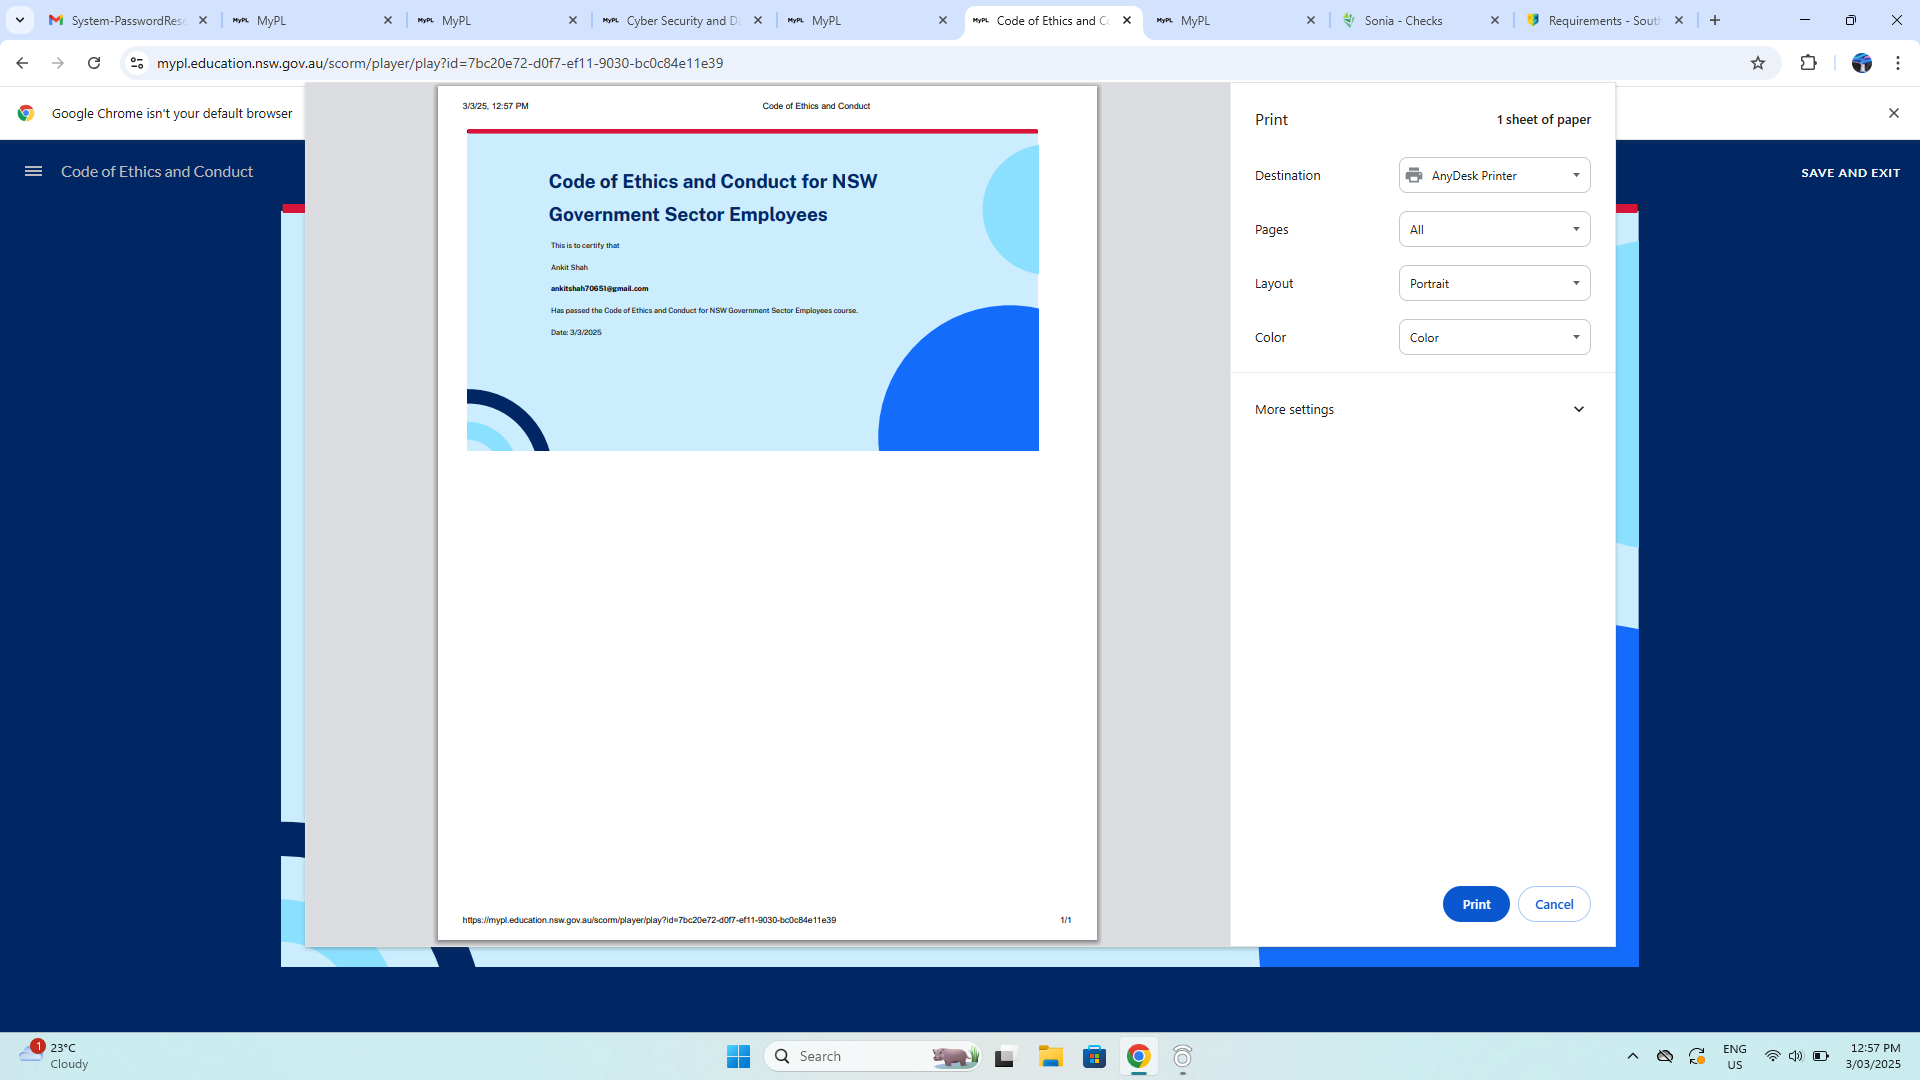 System-PasswordRese
MyPL
MyPL
Cyber Security and Da
MyPL
Code of Ethics and Co
MyPL
Sonia - Checks
Requirements - South
mypl.education.nsw.gov.au/scorm/player/play?id=7bc20e72-d0f7-ef11-9030-bc0c84e11e39
Google Chrome isn't your default browser
Code of Ethics and Conduct
SAVE AND EXIT
3/3/25, 12:57 PM
Code of Ethics and Conduct
Code of Ethics and Conduct for NSW
Government Sector Employees
This is to certify that
Ankit Shah
ankitshah70651@gmail.com
Has passed the Code of Ethics and Conduct for NSW Government Sector Employees course.
Date: 3/3/2025
https://mypl.education.nsw.gov.au/scorm/player/play?id=7bc20e72-d0f7-ef11-9030-bc0c84e11e39
1/1
Print
1 sheet of paper
Destination
AnyDesk Printer
Pages
All
Layout
Portrait
Color
Color
More settings
Print
Cancel
1
23°C
Cloudy
Search
ENG
US
12:57 PM
3/03/2025